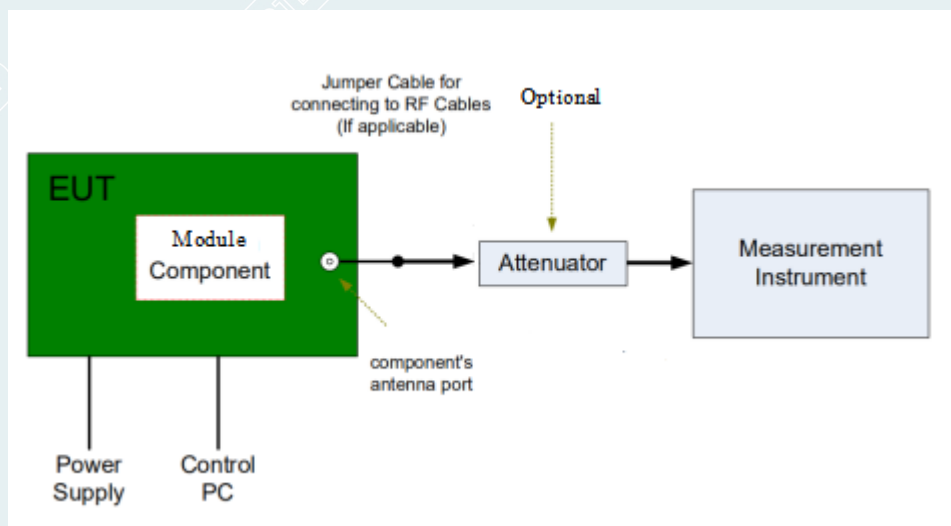 Jumper Cable for
connecting to RF Cables
(If applicable)
Optional
EUT
Module
Component
Attenuator
Measurement
Instrument
component's
antenna port
Power
Supply
Control
PC